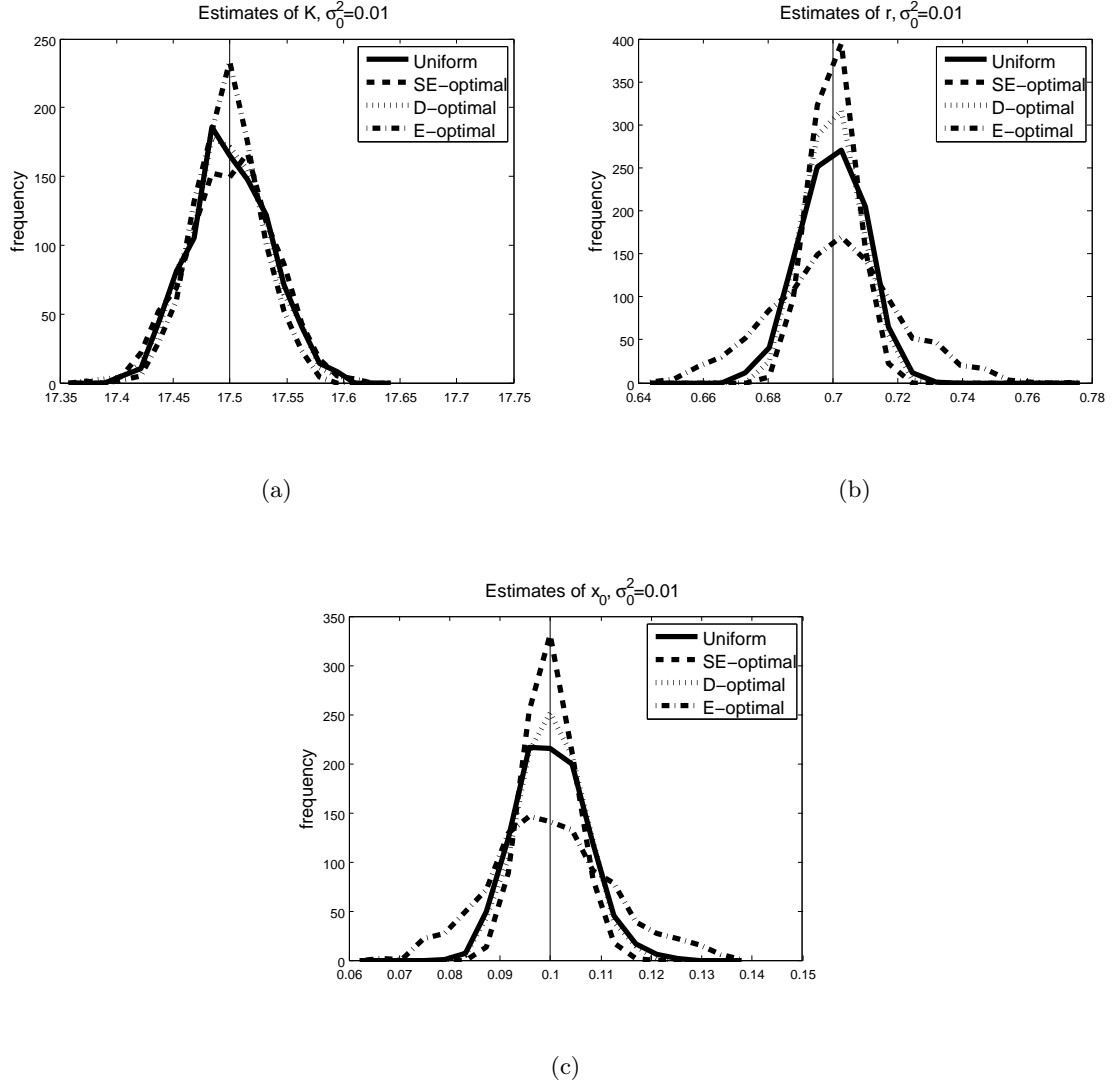 Estimates of K, σ₀²=0.01
frequency
250
200
150
100
50
0
17.35 17.4 17.45 17.5 17.55 17.6 17.65 17.7 17.75
Uniform
SE−optimal
D−optimal
E−optimal
(a)
Estimates of r, σ₀²=0.01
frequency
400
350
300
250
200
150
100
50
0
0.64 0.66 0.68 0.7 0.72 0.74 0.76 0.78
Uniform
SE−optimal
D−optimal
E−optimal
(b)
Estimates of x₀, σ₀²=0.01
frequency
350
300
250
200
150
100
50
0
0.06 0.07 0.08 0.09 0.1 0.11 0.12 0.13 0.14 0.15
Uniform
SE−optimal
D−optimal
E−optimal
(c)